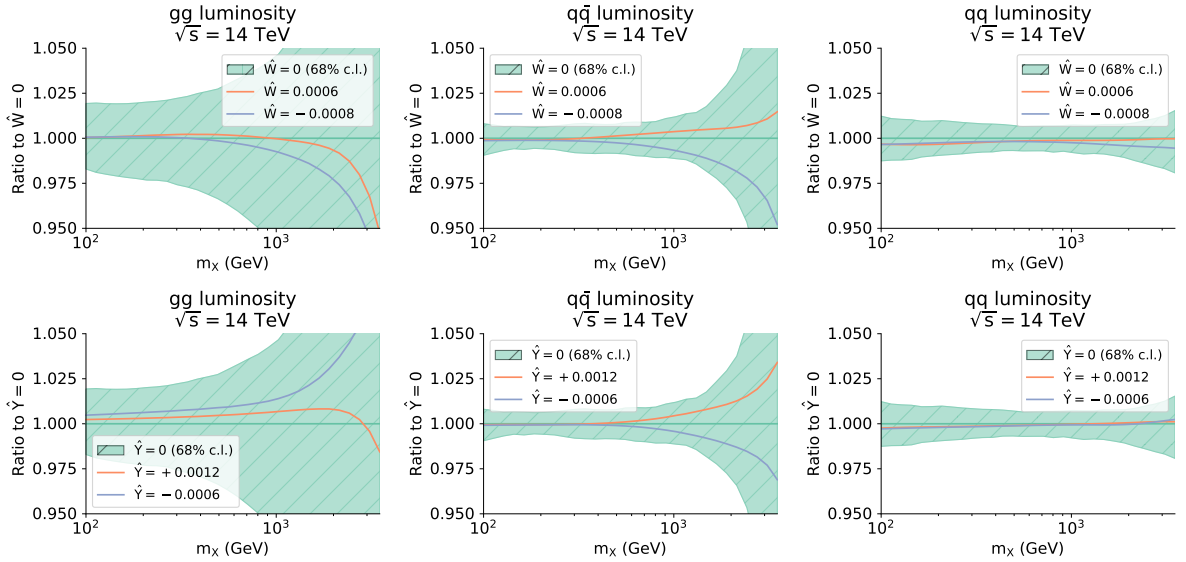 gg luminosity
√s = 14 TeV
1.050
1.025
1.000
0.975
0.950
Ratio to Ŵ = 0
Ŵ = 0 (68% c.l.)
Ŵ = 0.0006
Ŵ = −0.0008
10²
10³
m_X (GeV)
qq̄ luminosity
√s = 14 TeV
1.050
1.025
1.000
0.975
0.950
Ratio to Ŵ = 0
Ŵ = 0 (68% c.l.)
Ŵ = 0.0006
Ŵ = −0.0008
10²
10³
m_X (GeV)
qq luminosity
√s = 14 TeV
1.050
1.025
1.000
0.975
0.950
Ratio to Ŵ = 0
Ŵ = 0 (68% c.l.)
Ŵ = 0.0006
Ŵ = −0.0008
10²
10³
m_X (GeV)
gg luminosity
√s = 14 TeV
1.050
1.025
1.000
0.975
0.950
Ratio to Ŷ = 0
Ŷ = 0 (68% c.l.)
Ŷ = +0.0012
Ŷ = −0.0006
10²
10³
m_X (GeV)
qq̄ luminosity
√s = 14 TeV
1.050
1.025
1.000
0.975
0.950
Ratio to Ŷ = 0
Ŷ = 0 (68% c.l.)
Ŷ = +0.0012
Ŷ = −0.0006
10²
10³
m_X (GeV)
qq luminosity
√s = 14 TeV
1.050
1.025
1.000
0.975
0.950
Ratio to Ŷ = 0
Ŷ = 0 (68% c.l.)
Ŷ = +0.0012
Ŷ = −0.0006
10²
10³
m_X (GeV)